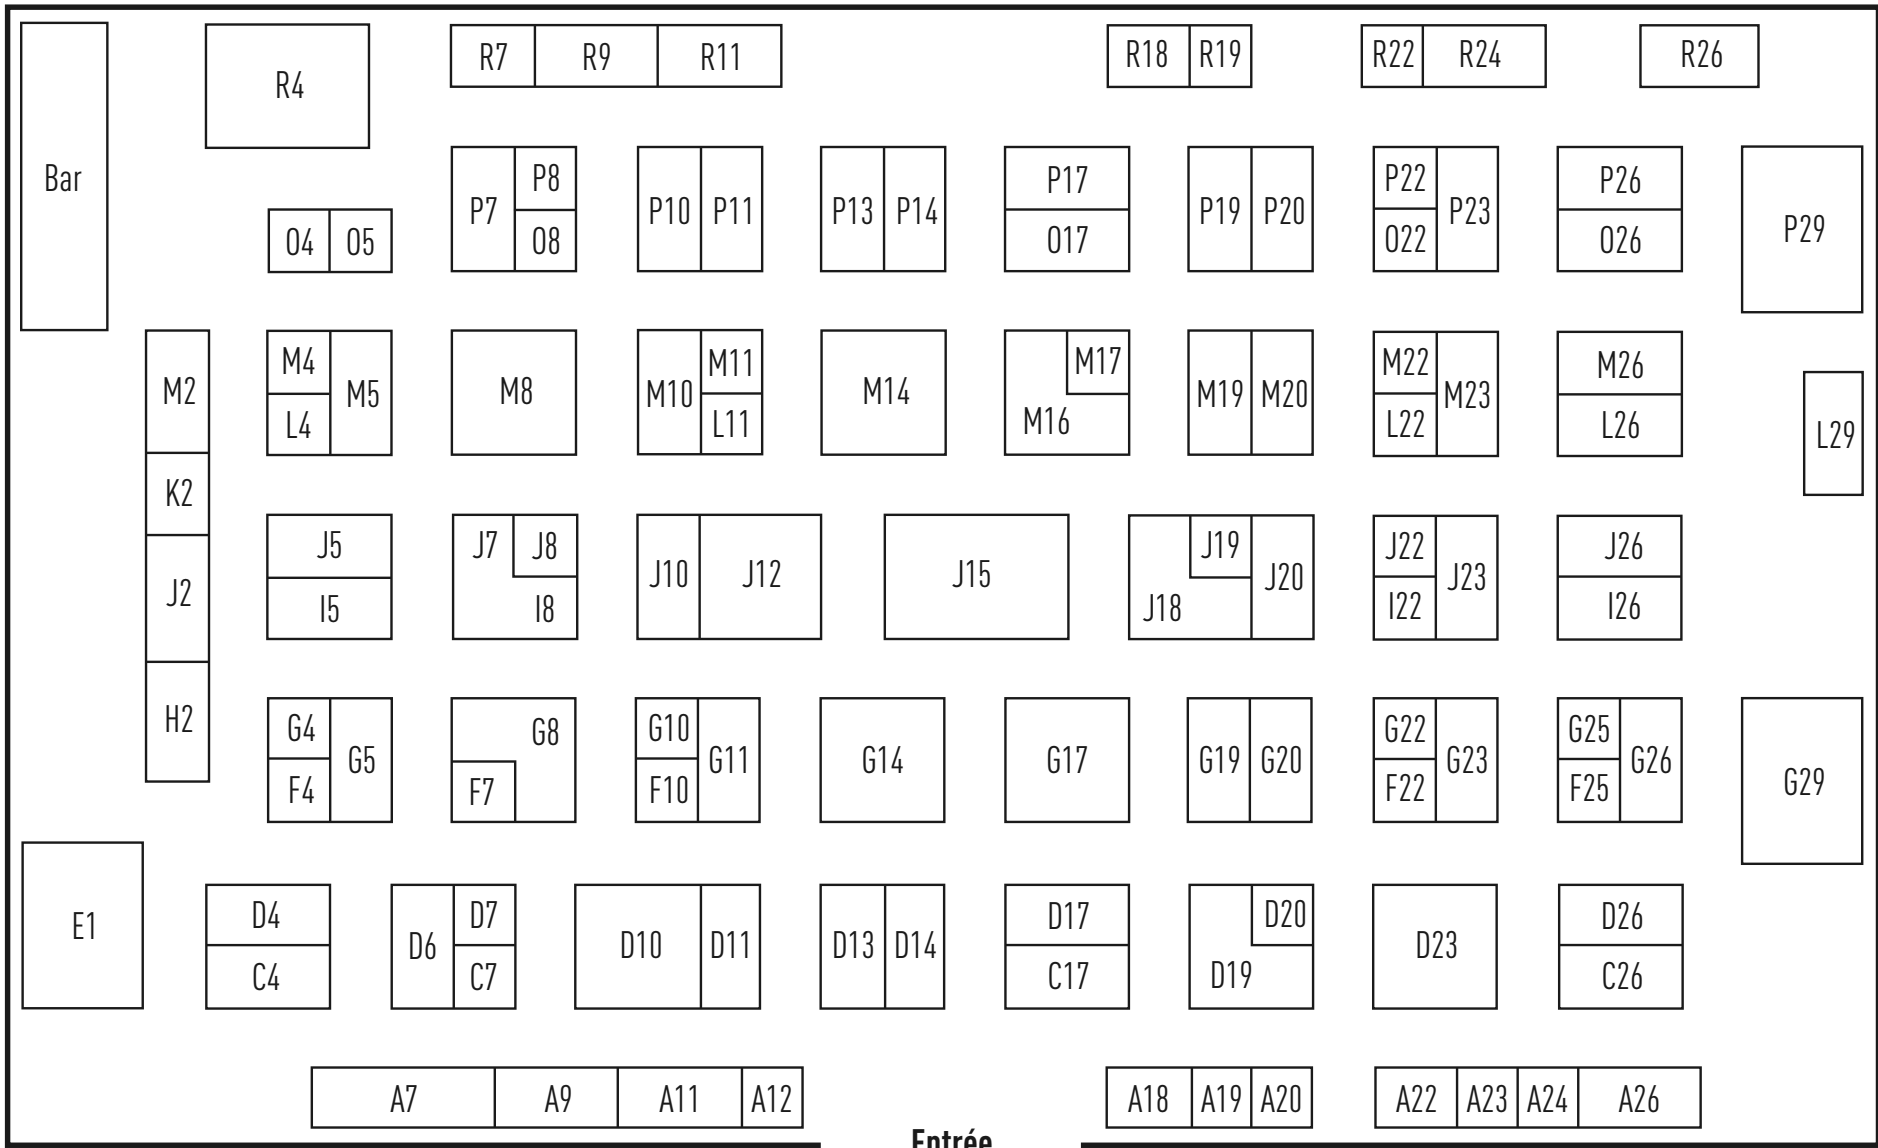 R7 R9 R11 R18 R19 R22 R24 R26
R4
Bar P8 P17 P22 P26
P7 P10 P11 P13 P14 P19 P20 P23 P29
O4 O5 O8 O17 O22 O26
M4 M11 M17 M22 M26
M2 M5 M8 M10 M14 M19 M20 M23
L4 L11 M16 L22 L26 L29
K2
J5 J7 J8 J19 J22 J26
J2 J10 J12 J15 J20 J23
I5 I8 J18 I22 I26
H2 G4 G8 G10 G22 G25
G5 G11 G14 G17 G19 G20 G23 G26 G29
F4 F7 F10 F22 F25
E1 D4 D7 D17 D20 D26
D6 D10 D11 D13 D14 D23
C4 C7 C17 D19 C26
A7 A9 A11 A12 A18 A19 A20 A22 A23 A24 A26
Entrée